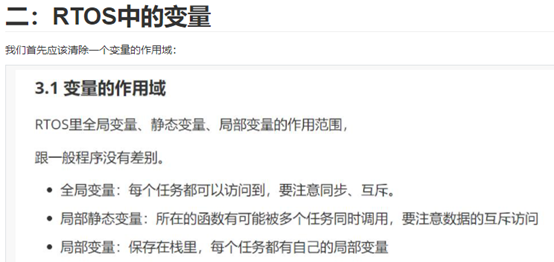 二：RTOS中的变量
我们首先应该清除一个变量的作用域：
3.1 变量的作用域
RTOS里全局变量、静态变量、局部变量的作用范围，
跟一般程序没有差别。
• 全局变量：每个任务都可以访问到，要注意同步、互斥。
• 局部静态变量：所在的函数有可能被多个任务同时调用，要注意数据的互斥访问
• 局部变量：保存在栈里，每个任务都有自己的局部变量